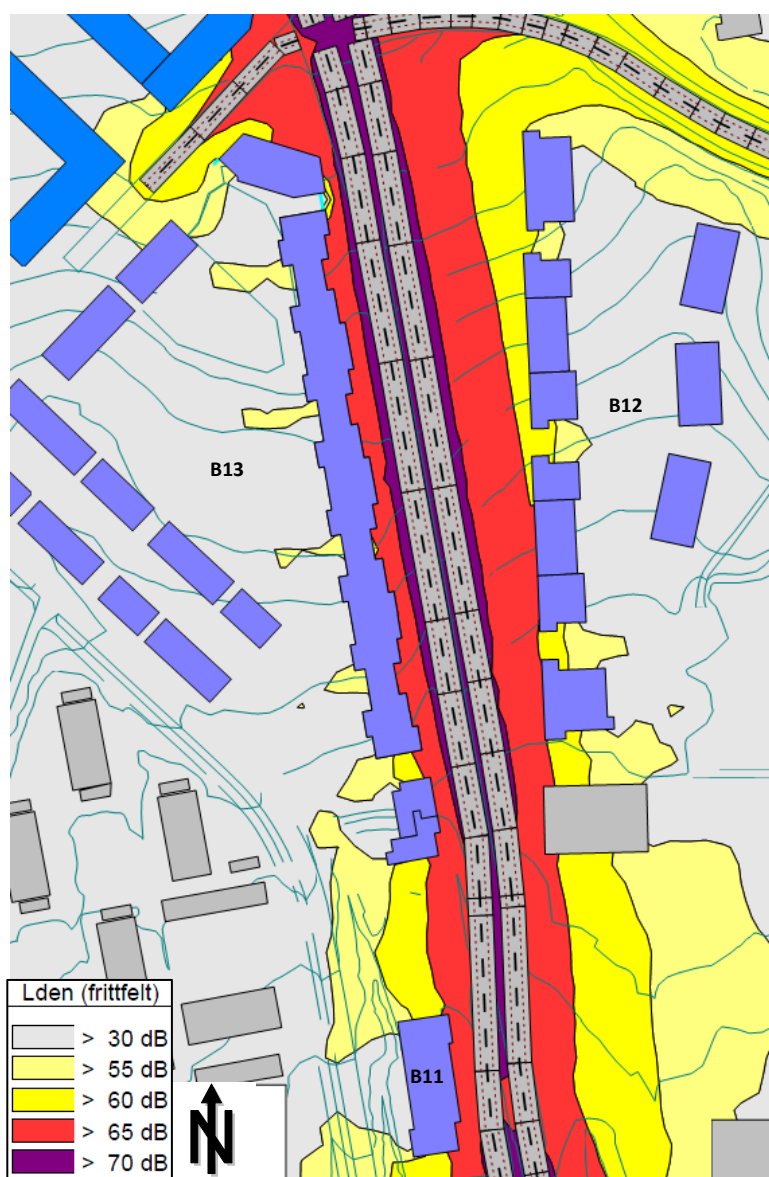 B12
B13
B11
Lden (frittfelt)
> 30 dB
> 55 dB
> 60 dB
> 65 dB
> 70 dB
N